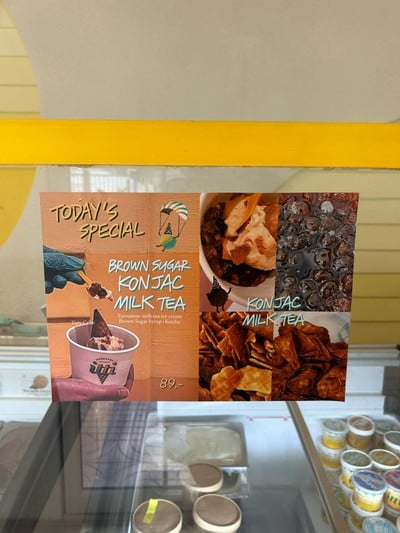 TODAY'S
SPECIAL
BROWN SUGAR
KONJAC
MILK TEA
Taiwanese milk tea ice cream
Brown Sugar Syrup+Konjac
89.-
KONJAC
MILK TEA